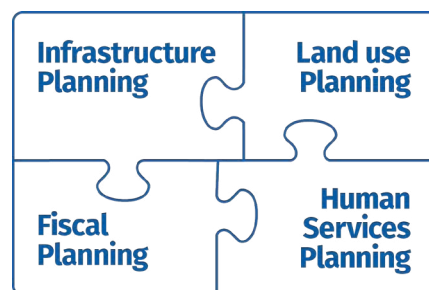 Infrastructure
Planning
Land use
Planning
Fiscal
Planning
Human
Services
Planning